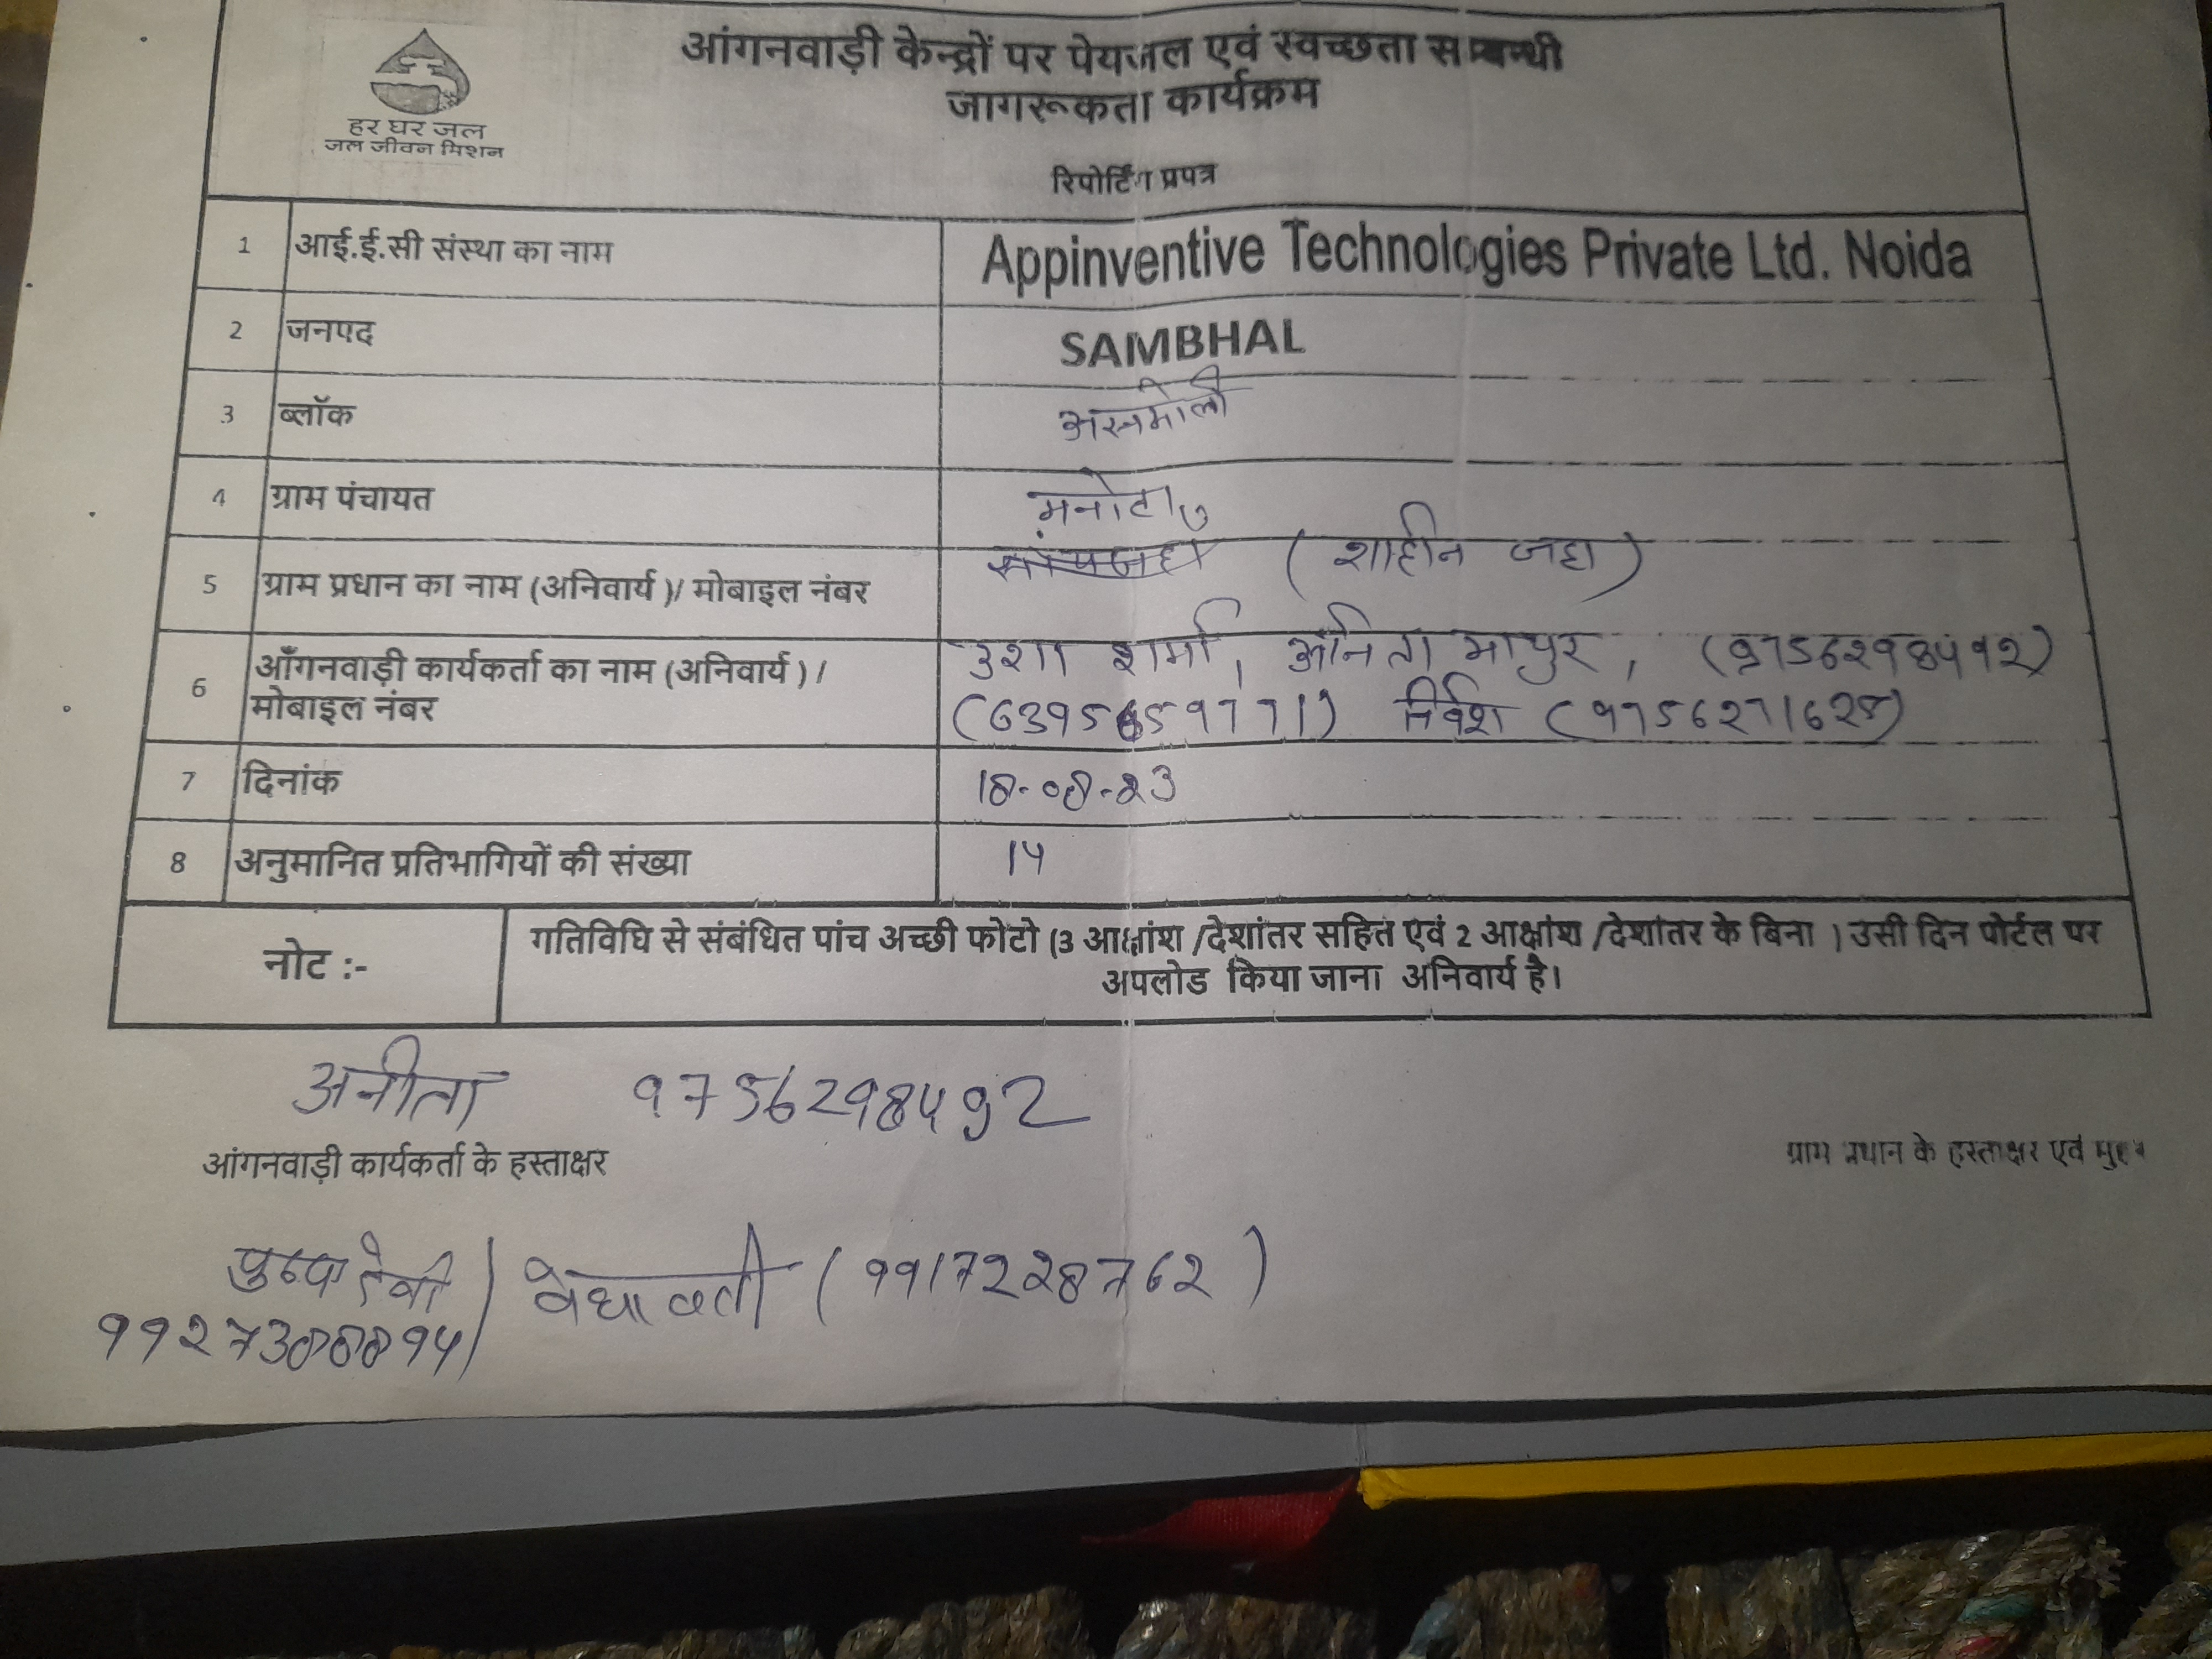 आंगनवाड़ी केन्द्रों पर पेयजल एवं स्वच्छता सम्बन्धी
जागरूकता कार्यक्रम
हर घर जल
जल जीवन मिशन
रिपोर्टिंग प्रपत्र
1 आई.ई.सी संस्था का नाम Appinventive Technologies Private Ltd. Noida
2 जनपद SAMBHAL
3 ब्लॉक असमोली
4 ग्राम पंचायत मनोटा
5 ग्राम प्रधान का नाम (अनिवार्य )/ मोबाइल नंबर (शाहीन जहा)
6 आँगनवाड़ी कार्यकर्ता का नाम (अनिवार्य ) / उशा शर्मा, अनिता माथुर, (9756298492)
मोबाइल नंबर (6395659771) निर्वेश (9756271628)
7 दिनांक 18-08-23
8 अनुमानित प्रतिभागियों की संख्या 14
नोट :- गतिविधि से संबंधित पांच अच्छी फोटो (3 आक्षांश /देशांतर सहित एवं 2 आक्षांश /देशांतर के बिना ) उसी दिन पोर्टल पर
अपलोड किया जाना अनिवार्य है।
अनीता 9756298492
आंगनवाड़ी कार्यकर्ता के हस्ताक्षर ग्राम प्रधान के हस्ताक्षर एवं मुहर
पुष्पा देवी / (9917228762)